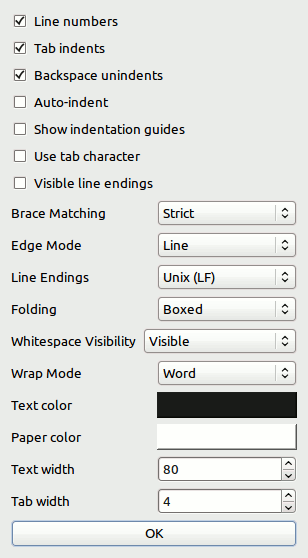 Line numbers
Tab indents
Backspace unindents
Auto-indent
Show indentation guides
Use tab character
Visible line endings
Brace Matching Strict
Edge Mode Line
Line Endings Unix (LF)
Folding Boxed
Whitespace Visibility Visible
Wrap Mode Word
Text color
Paper color
Text width 80
Tab width 4
OK